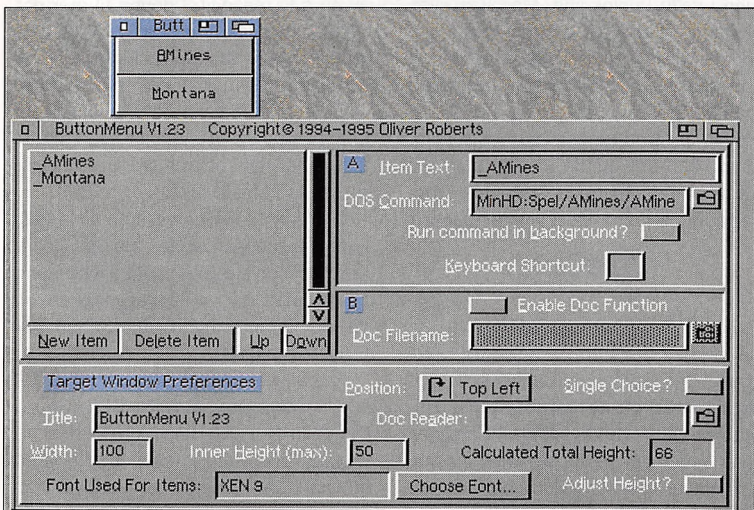 Butt
AMines
Montana
ButtonMenu V1.23 Copyright © 1994-1995 Oliver Roberts
_AMines
_Montana
New Item Delete Item Up Down
A Item Text: _AMines
DOS Command: MinHD:Spel/AMines/AMine
Run command in background?
Keyboard Shortcut:
B Enable Doc Function
Doc Filename:
Target Window Preferences Position: Top Left Single Choice?
Title: ButtonMenu V1.23 Doc Reader:
Width: 100 Inner Height (max): 50 Calculated Total Height: 66
Font Used For Items: XEN 9 Choose Font... Adjust Height?